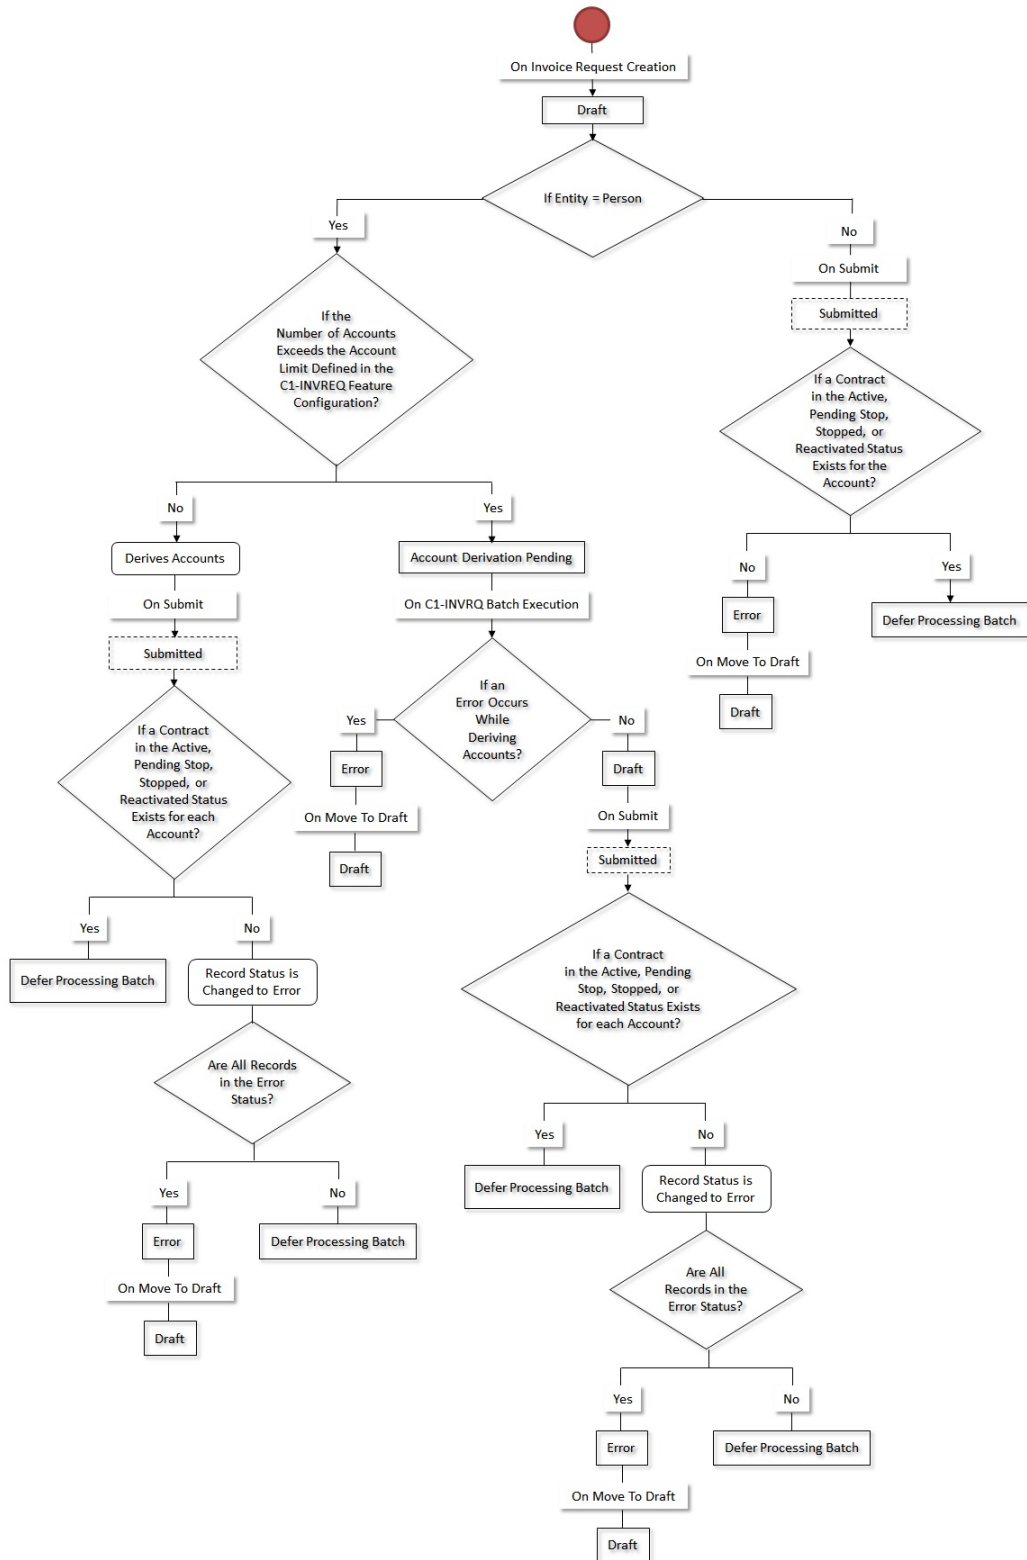 On Invoice Request Creation
Draft
If Entity = Person
Yes
No
On Submit
Submitted
If the
Number of Accounts
Exceeds the Account
Limit Defined in the
C1-INVREQ Feature
Configuration?
If a Contract
in the Active,
Pending Stop,
Stopped, or
Reactivated Status
Exists for the
Account?
No
Yes
Derives Accounts
Account Derivation Pending
On Submit
On C1-INVRQ Batch Execution
Submitted
No
Yes
Error
Defer Processing Batch
On Move To Draft
Draft
If a Contract
in the Active,
Pending Stop,
Stopped, or
Reactivated Status
Exists for each
Account?
If an
Error Occurs
While
Deriving
Accounts?
Yes
No
Error
Draft
On Move To Draft
On Submit
Draft
Submitted
Yes
No
Defer Processing Batch
Record Status is
Changed to Error
If a Contract
in the Active, Pending
Stop, Stopped, or
Reactivated Status Exists
for each Account?
Are All Records
in the Error
Status?
Yes
No
Defer Processing Batch
Record Status is
Changed to Error
Yes
No
Error
Defer Processing Batch
On Move To Draft
Draft
Are All
Records in the
Error Status?
Yes
No
Error
Defer Processing Batch
On Move To Draft
Draft